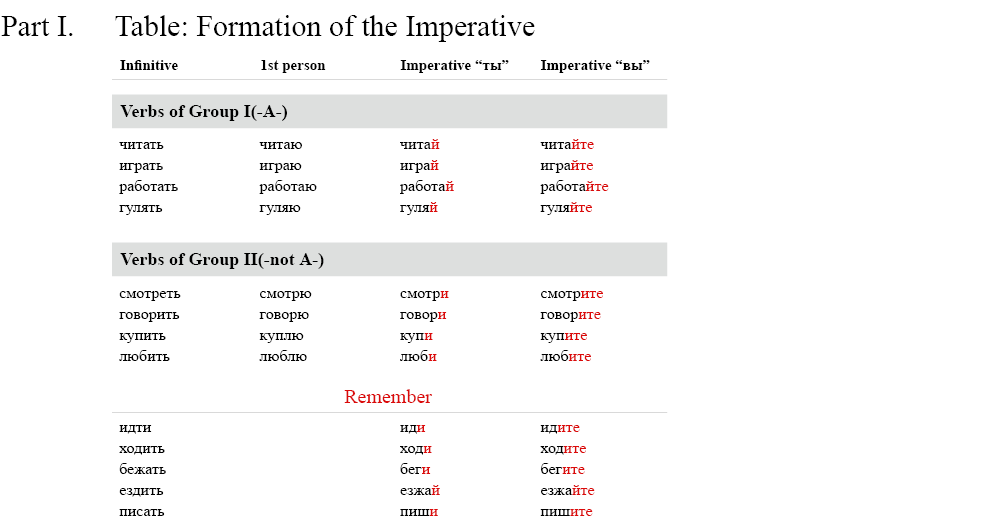 Part I. Table: Formation of the Imperative
Infinitive 1st person Imperative “ты” Imperative “вы”
Verbs of Group I(-A-)
читать читаю читай читайте
играть играю играй играйте
работать работаю работай работайте
гулять гуляю гуляй гуляйте
Verbs of Group II(-not A-)
смотреть смотрю смотри смотрите
говорить говорю говори говорите
купить куплю купи купите
любить люблю люби любите
Remember
идти иди идите
ходить ходи ходите
бежать беги бегите
ездить езжай езжайте
писать пиши пишите